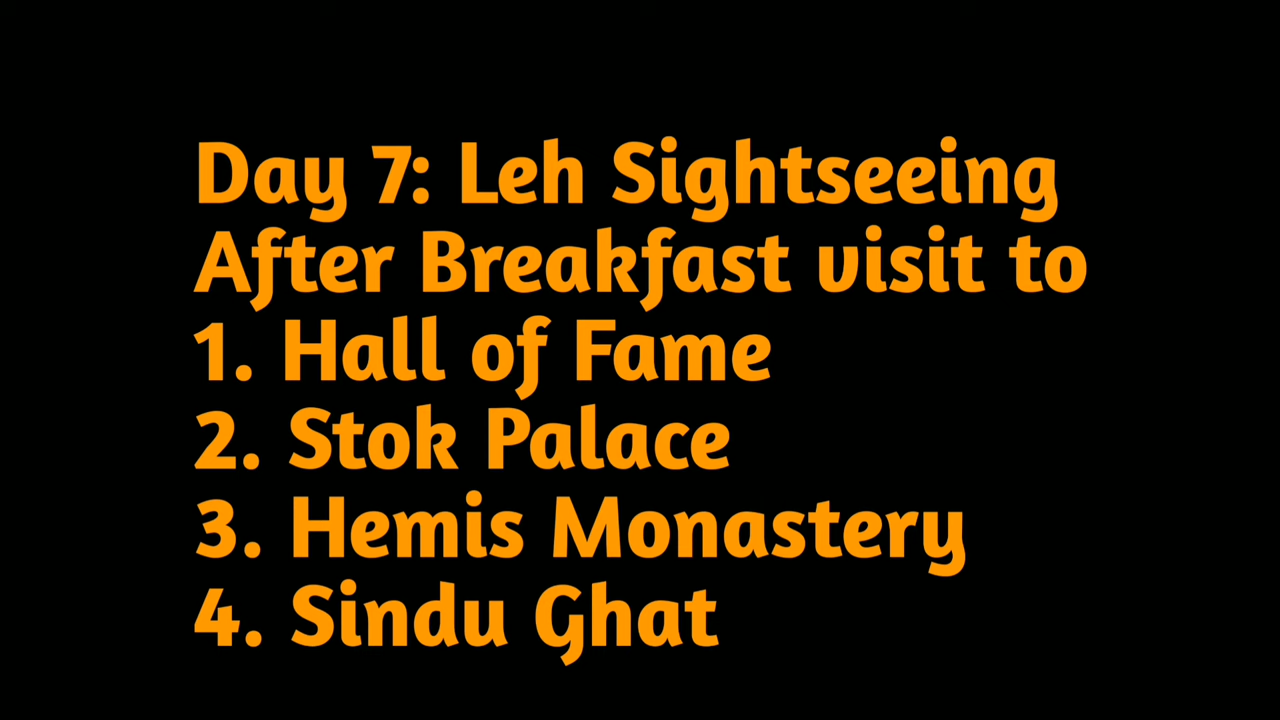 Day 7: Leh Sightseeing
After Breakfast visit to
1. Hall of Fame
2. Stok Palace
3. Hemis Monastery
4. Sindu Ghat